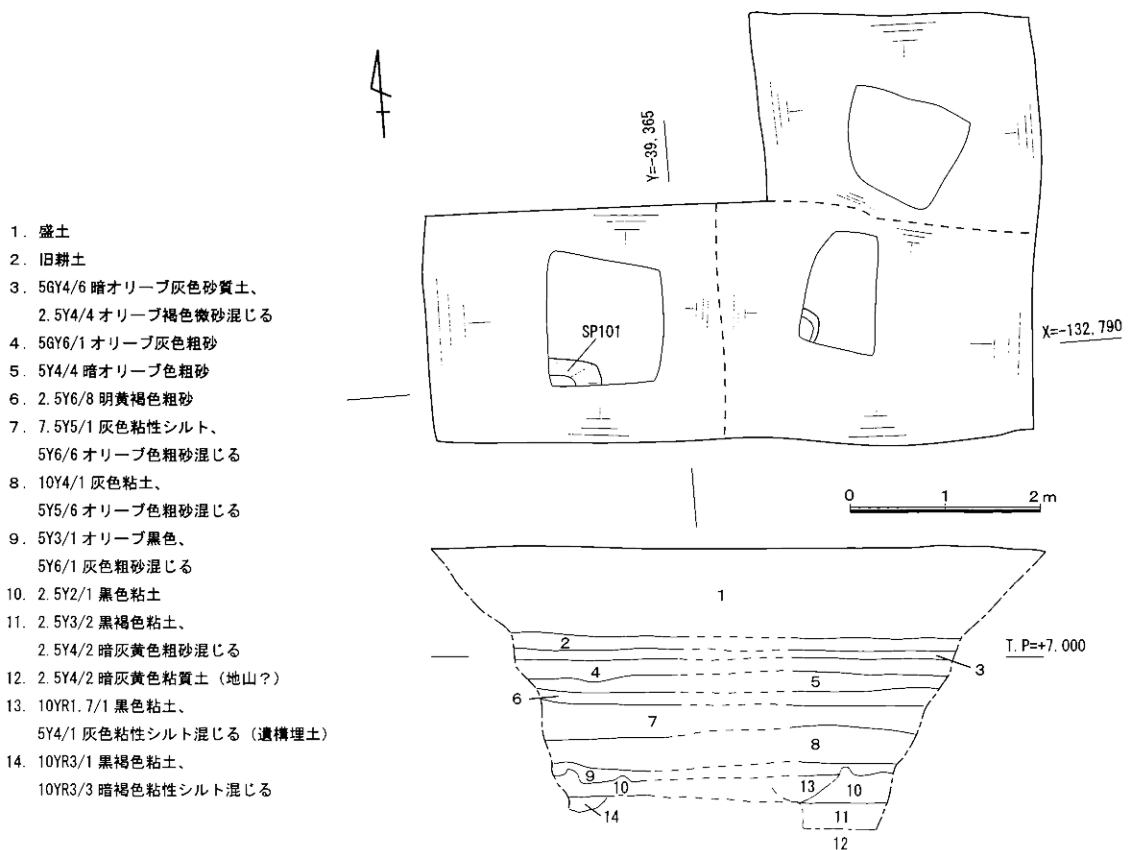 1. 盛土
2. 旧耕土
3. 5GY4/6 暗オリーブ灰色砂質土、
2.5Y4/4 オリーブ褐色微砂混じる
4. 5GY6/1 オリーブ灰色粗砂
5. 5Y4/4 暗オリーブ色粗砂
6. 2.5Y6/8 明黄褐色粗砂
7. 7.5Y5/1 灰色粘性シルト、
5Y6/6 オリーブ色粗砂混じる
8. 10Y4/1 灰色粘土、
5Y5/6 オリーブ色粗砂混じる
9. 5Y3/1 オリーブ黒色、
5Y6/1 灰色粗砂混じる
10. 2.5Y2/1 黒色粘土
11. 2.5Y3/2 黒褐色粘土、
2.5Y4/2 暗灰黄色粗砂混じる
12. 2.5Y4/2 暗灰黄色粘質土（地山？）
13. 10YR1.7/1 黒色粘土、
5Y4/1 灰色粘性シルト混じる（遺構埋土）
14. 10YR3/1 黒褐色粘土、
10YR3/3 暗褐色粘性シルト混じる
Y=-39,365
SP101
X=-132,790
0 1 2m
1
2
T.P=+7.000
3
4
5
6
7
8
9
10
13
10
14
11
12